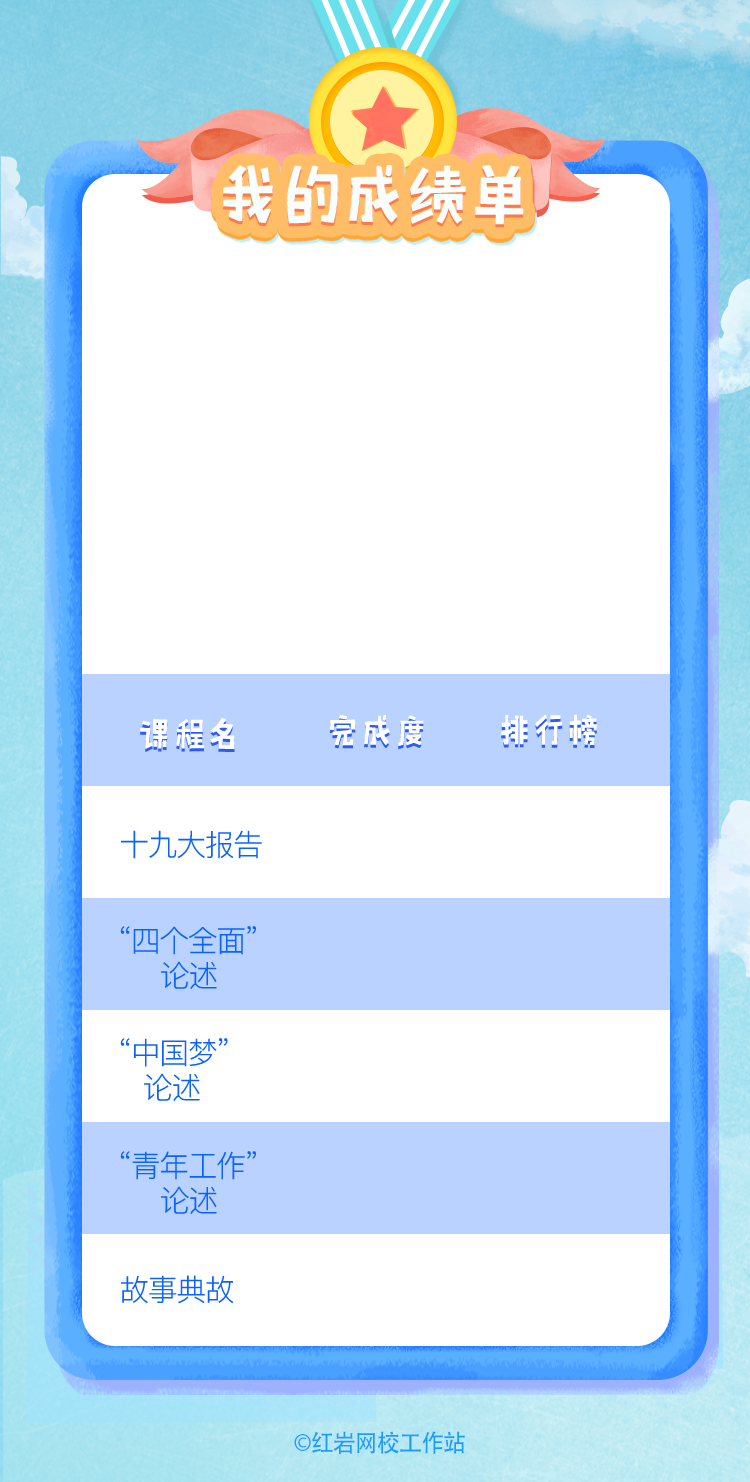 我的成绩单
课程名 完成度 排行榜
十九大报告
“四个全面”
论述
“中国梦”
论述
“青年工作”
论述
故事典故
©红岩网校工作站